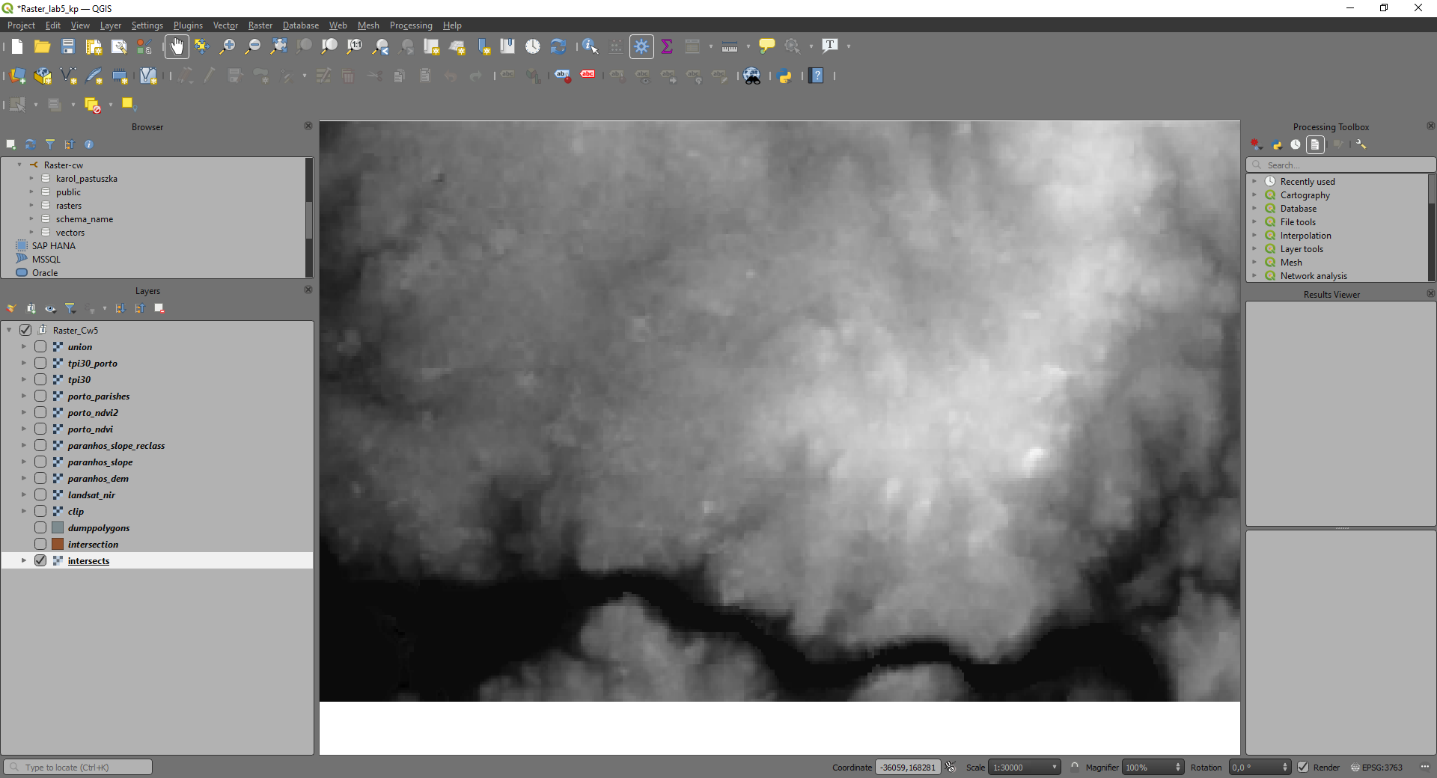 *Raster_lab5_kp — QGIS
Project Edit View Layer Settings Plugins Vector Raster Database Web Mesh Processing Help
Browser
Raster-cw
karol_pastuszka
public
rasters
schema_name
vectors
SAP HANA
MSSQL
Oracle
Layers
Raster_Cw5
union
tpi30_porto
tpi30
porto_parishes
porto_ndvi2
porto_ndvi
paranhos_slope_reclass
paranhos_slope
paranhos_dem
landsat_nir
clip
dumppolygons
intersection
intersects
Processing Toolbox
Search...
Recently used
Cartography
Database
File tools
Interpolation
Layer tools
Mesh
Network analysis
Results Viewer
Type to locate (Ctrl+K) Coordinate -36059,168281 Scale 1:30000 Magnifier 100% Rotation 0,0 ° Render EPSG:3763